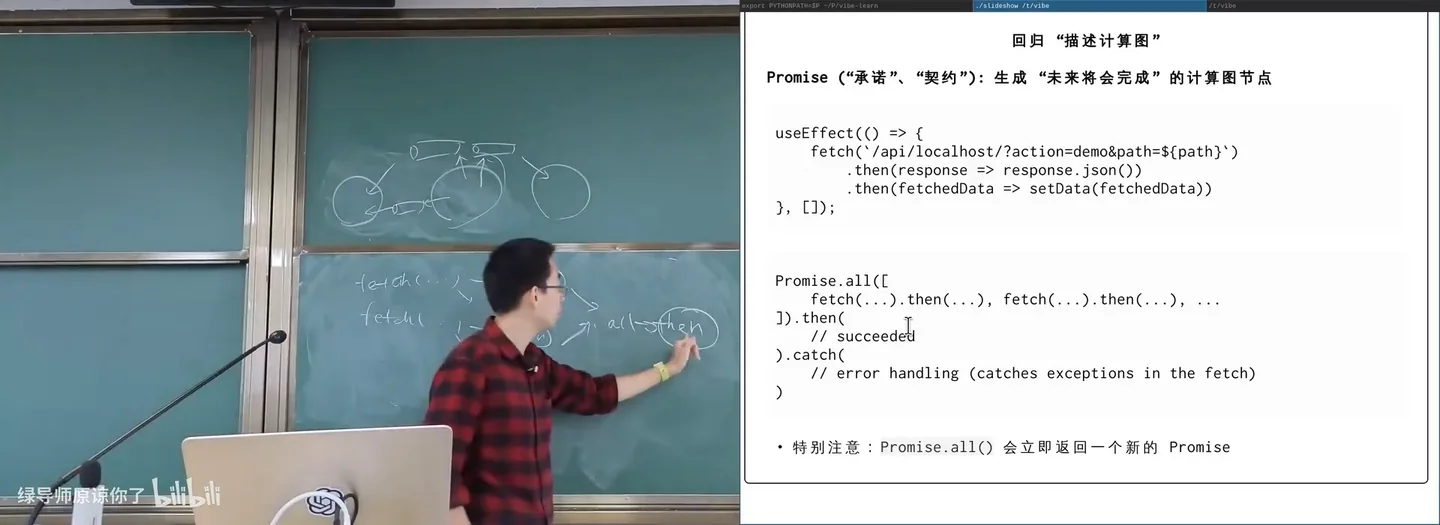 export PYTHONPATH=$P ~/P/vibe-learn
./slideshow /t/vibe
/t/vibe
回归 “描述计算图”
Promise (“承诺”、“契约”): 生成 “未来将会完成” 的计算图节点
useEffect(() => {
    fetch(`/api/localhost/?action=demo&path=${path}`)
        .then(response => response.json())
        .then(fetchedData => setData(fetchedData))
}, []);
Promise.all([
    fetch(...).then(...), fetch(...).then(...), ...
]).then(
    // succeeded
).catch(
    // error handling (catches exceptions in the fetch)
)
• 特别注意：Promise.all() 会立即返回一个新的 Promise
fetch(...)
fetch(...)
all then
绿导师原谅你了 bilibili